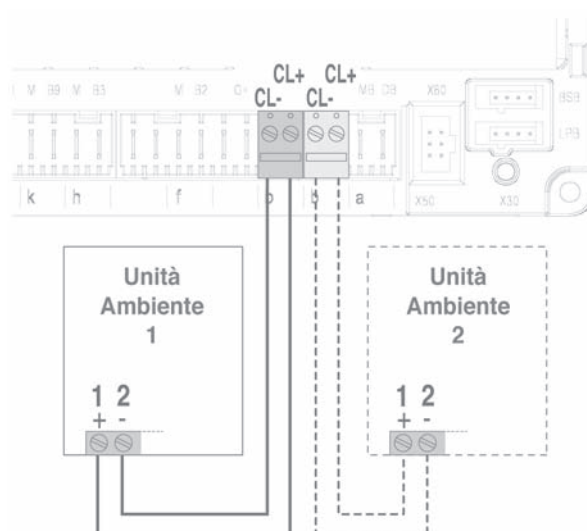 CL+ CL+
CL- CL-
M B9 M B3 M B2 MB DB X60
BSB
LPB
k h f b b a X50 X30
Unità Ambiente 1
Unità Ambiente 2
1 2
+ -
1 2
+ -